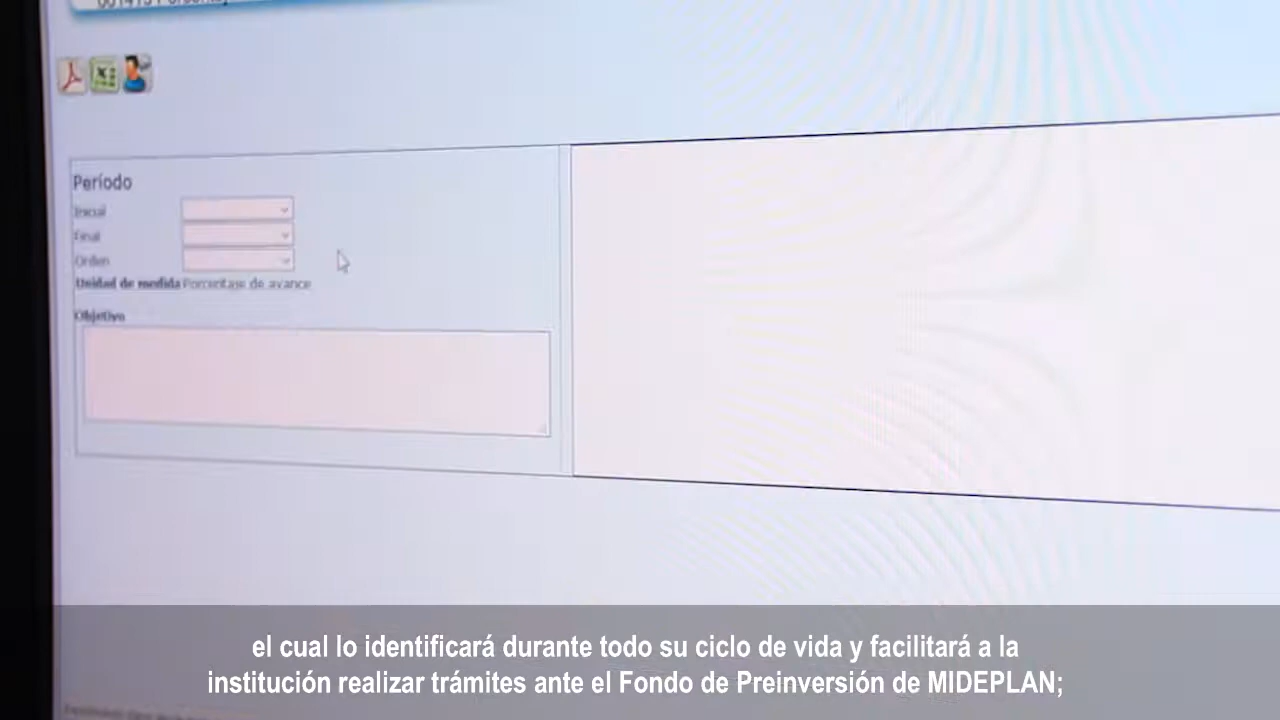 Período
Inicial
Final
Orden
Unidad de medida Porcentaje de avance
Objetivo
el cual lo identificará durante todo su ciclo de vida y facilitará a la
institución realizar trámites ante el Fondo de Preinversión de MIDEPLAN;